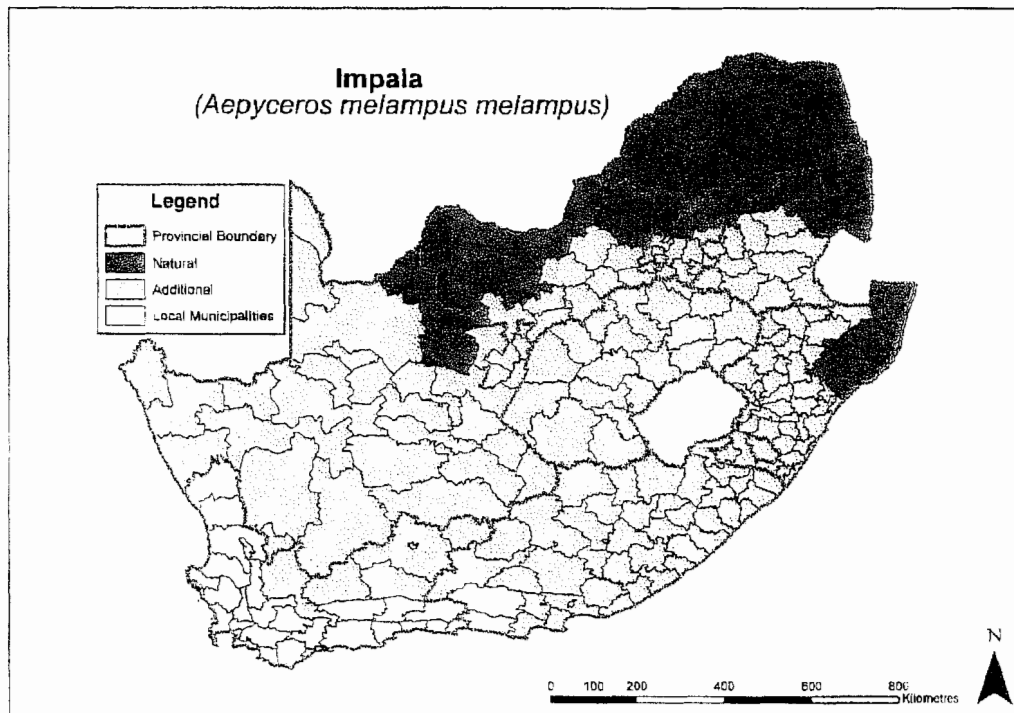 Impala
(Aepyceros melampus melampus)
Legend
Provincial Boundary
Natural
Additional
Local Municipalities
N
0 100 200 400 600 800
Kilometres